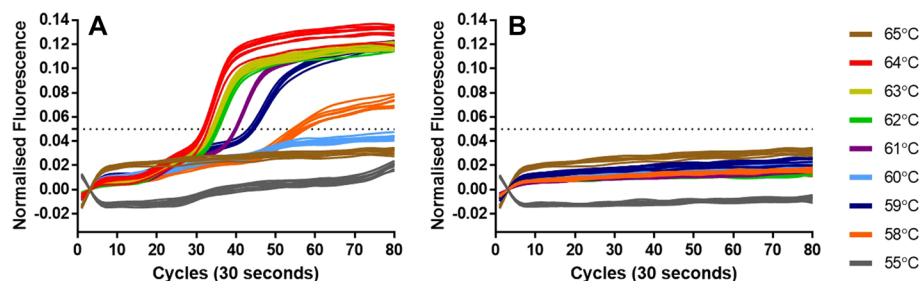 A
B
Normalised Fluorescence
0.14
0.12
0.10
0.08
0.06
0.04
0.02
0.00
-0.02
0 10 20 30 40 50 60 70 80
Cycles (30 seconds)
Normalised Fluorescence
0.14
0.12
0.10
0.08
0.06
0.04
0.02
0.00
-0.02
0 10 20 30 40 50 60 70 80
Cycles (30 seconds)
65°C
64°C
63°C
62°C
61°C
60°C
59°C
58°C
55°C